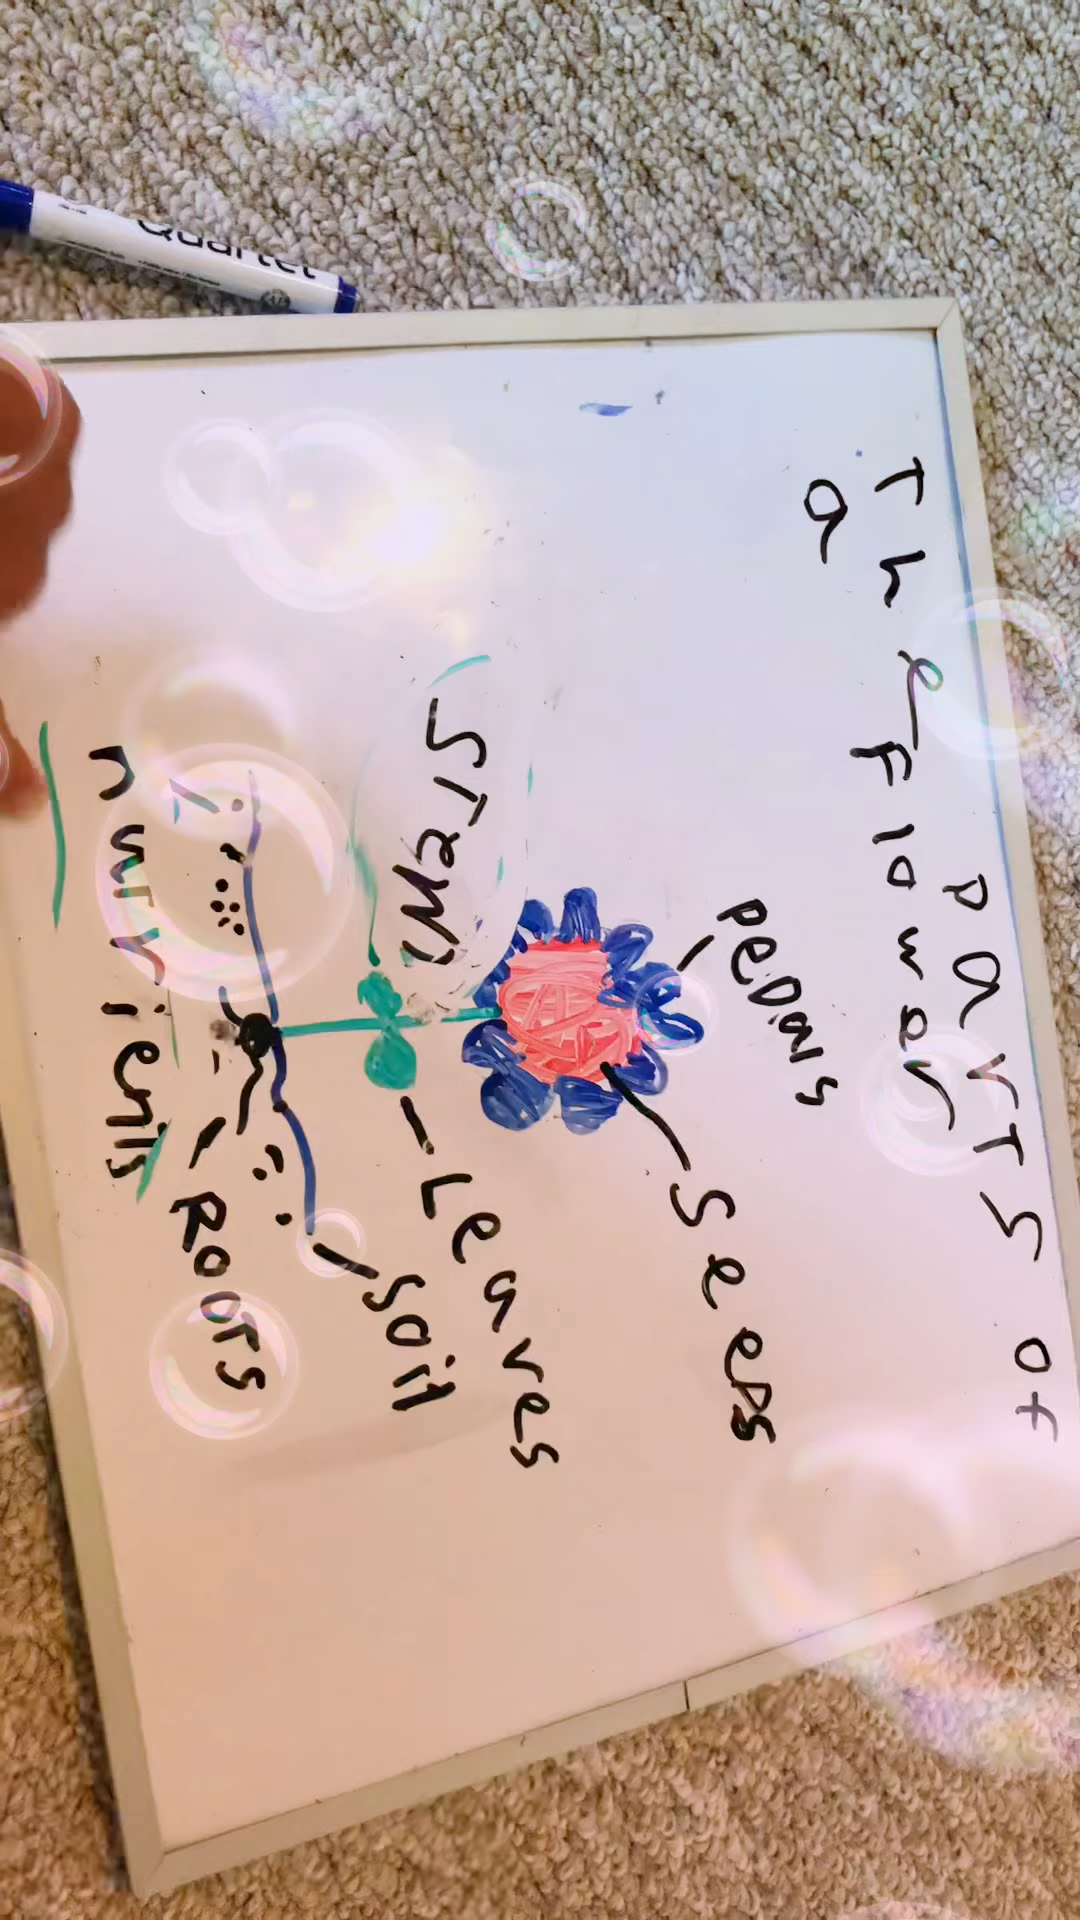 Quartet
The parTs of
a Flower
peDals
seeDs
STeM
Leaves
soil
RooTs
nutrients